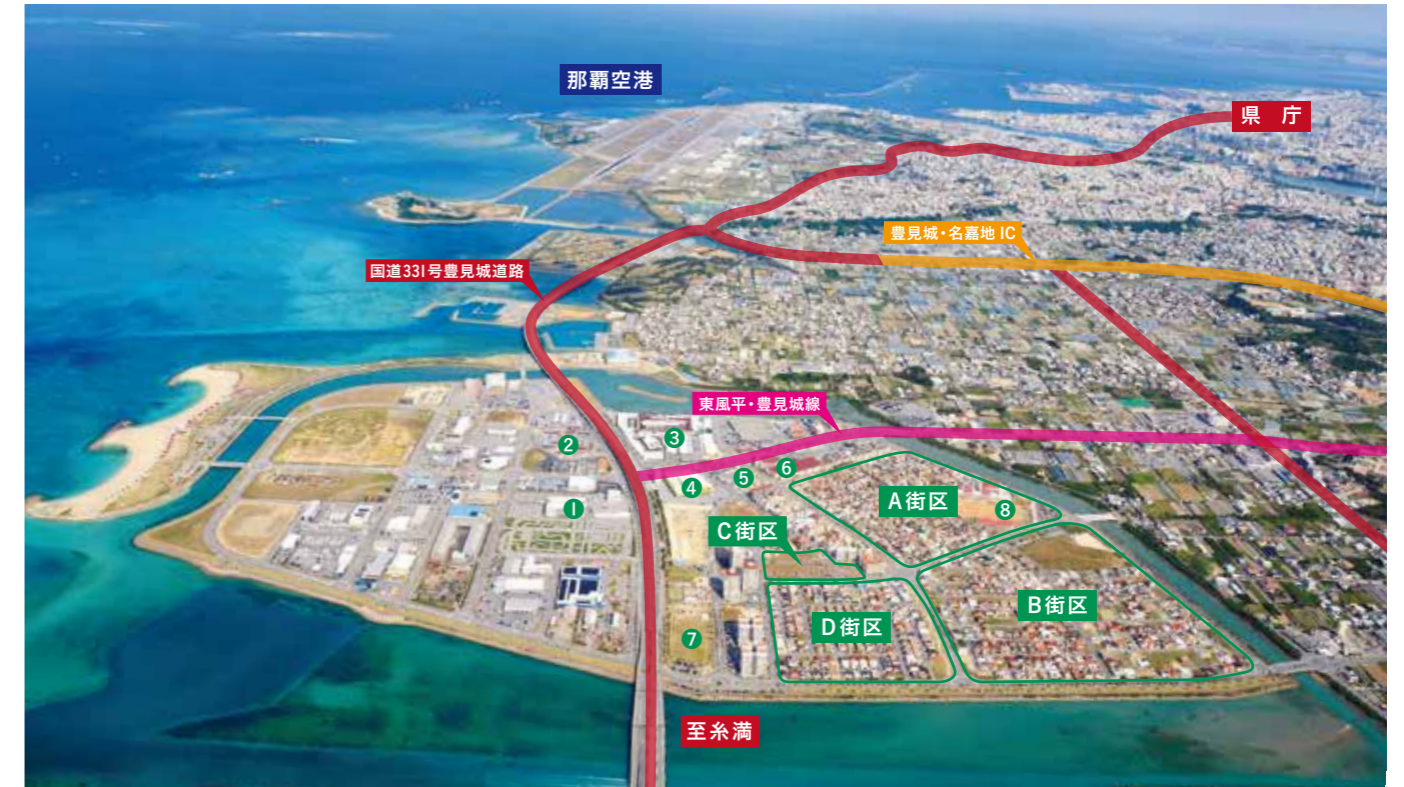 那覇空港
県 庁
豊見城・名嘉地 IC
国道331号豊見城道路
東風平・豊見城線
2
3
6
5
4
A街区
8
1
C街区
B街区
D街区
7
至糸満